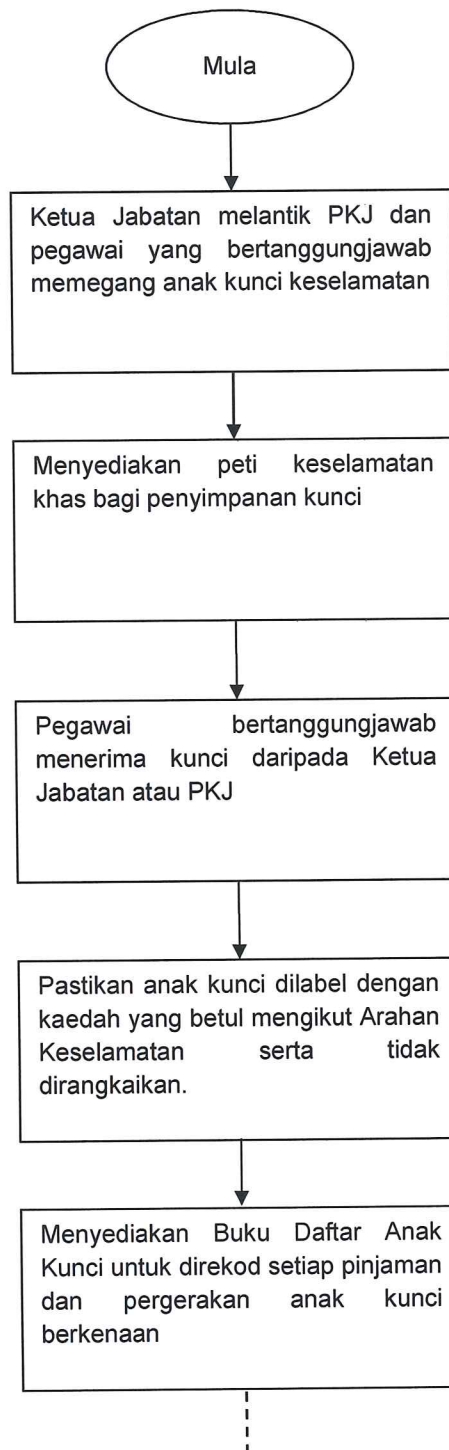 Mula
Ketua Jabatan melantik PKJ dan
pegawai yang bertanggungjawab
memegang anak kunci keselamatan
Menyediakan peti keselamatan
khas bagi penyimpanan kunci
Pegawai bertanggungjawab
menerima kunci daripada Ketua
Jabatan atau PKJ
Pastikan anak kunci dilabel dengan
kaedah yang betul mengikut Arahan
Keselamatan serta tidak
dirangkaikan.
Menyediakan Buku Daftar Anak
Kunci untuk direkod setiap pinjaman
dan pergerakan anak kunci
berkenaan